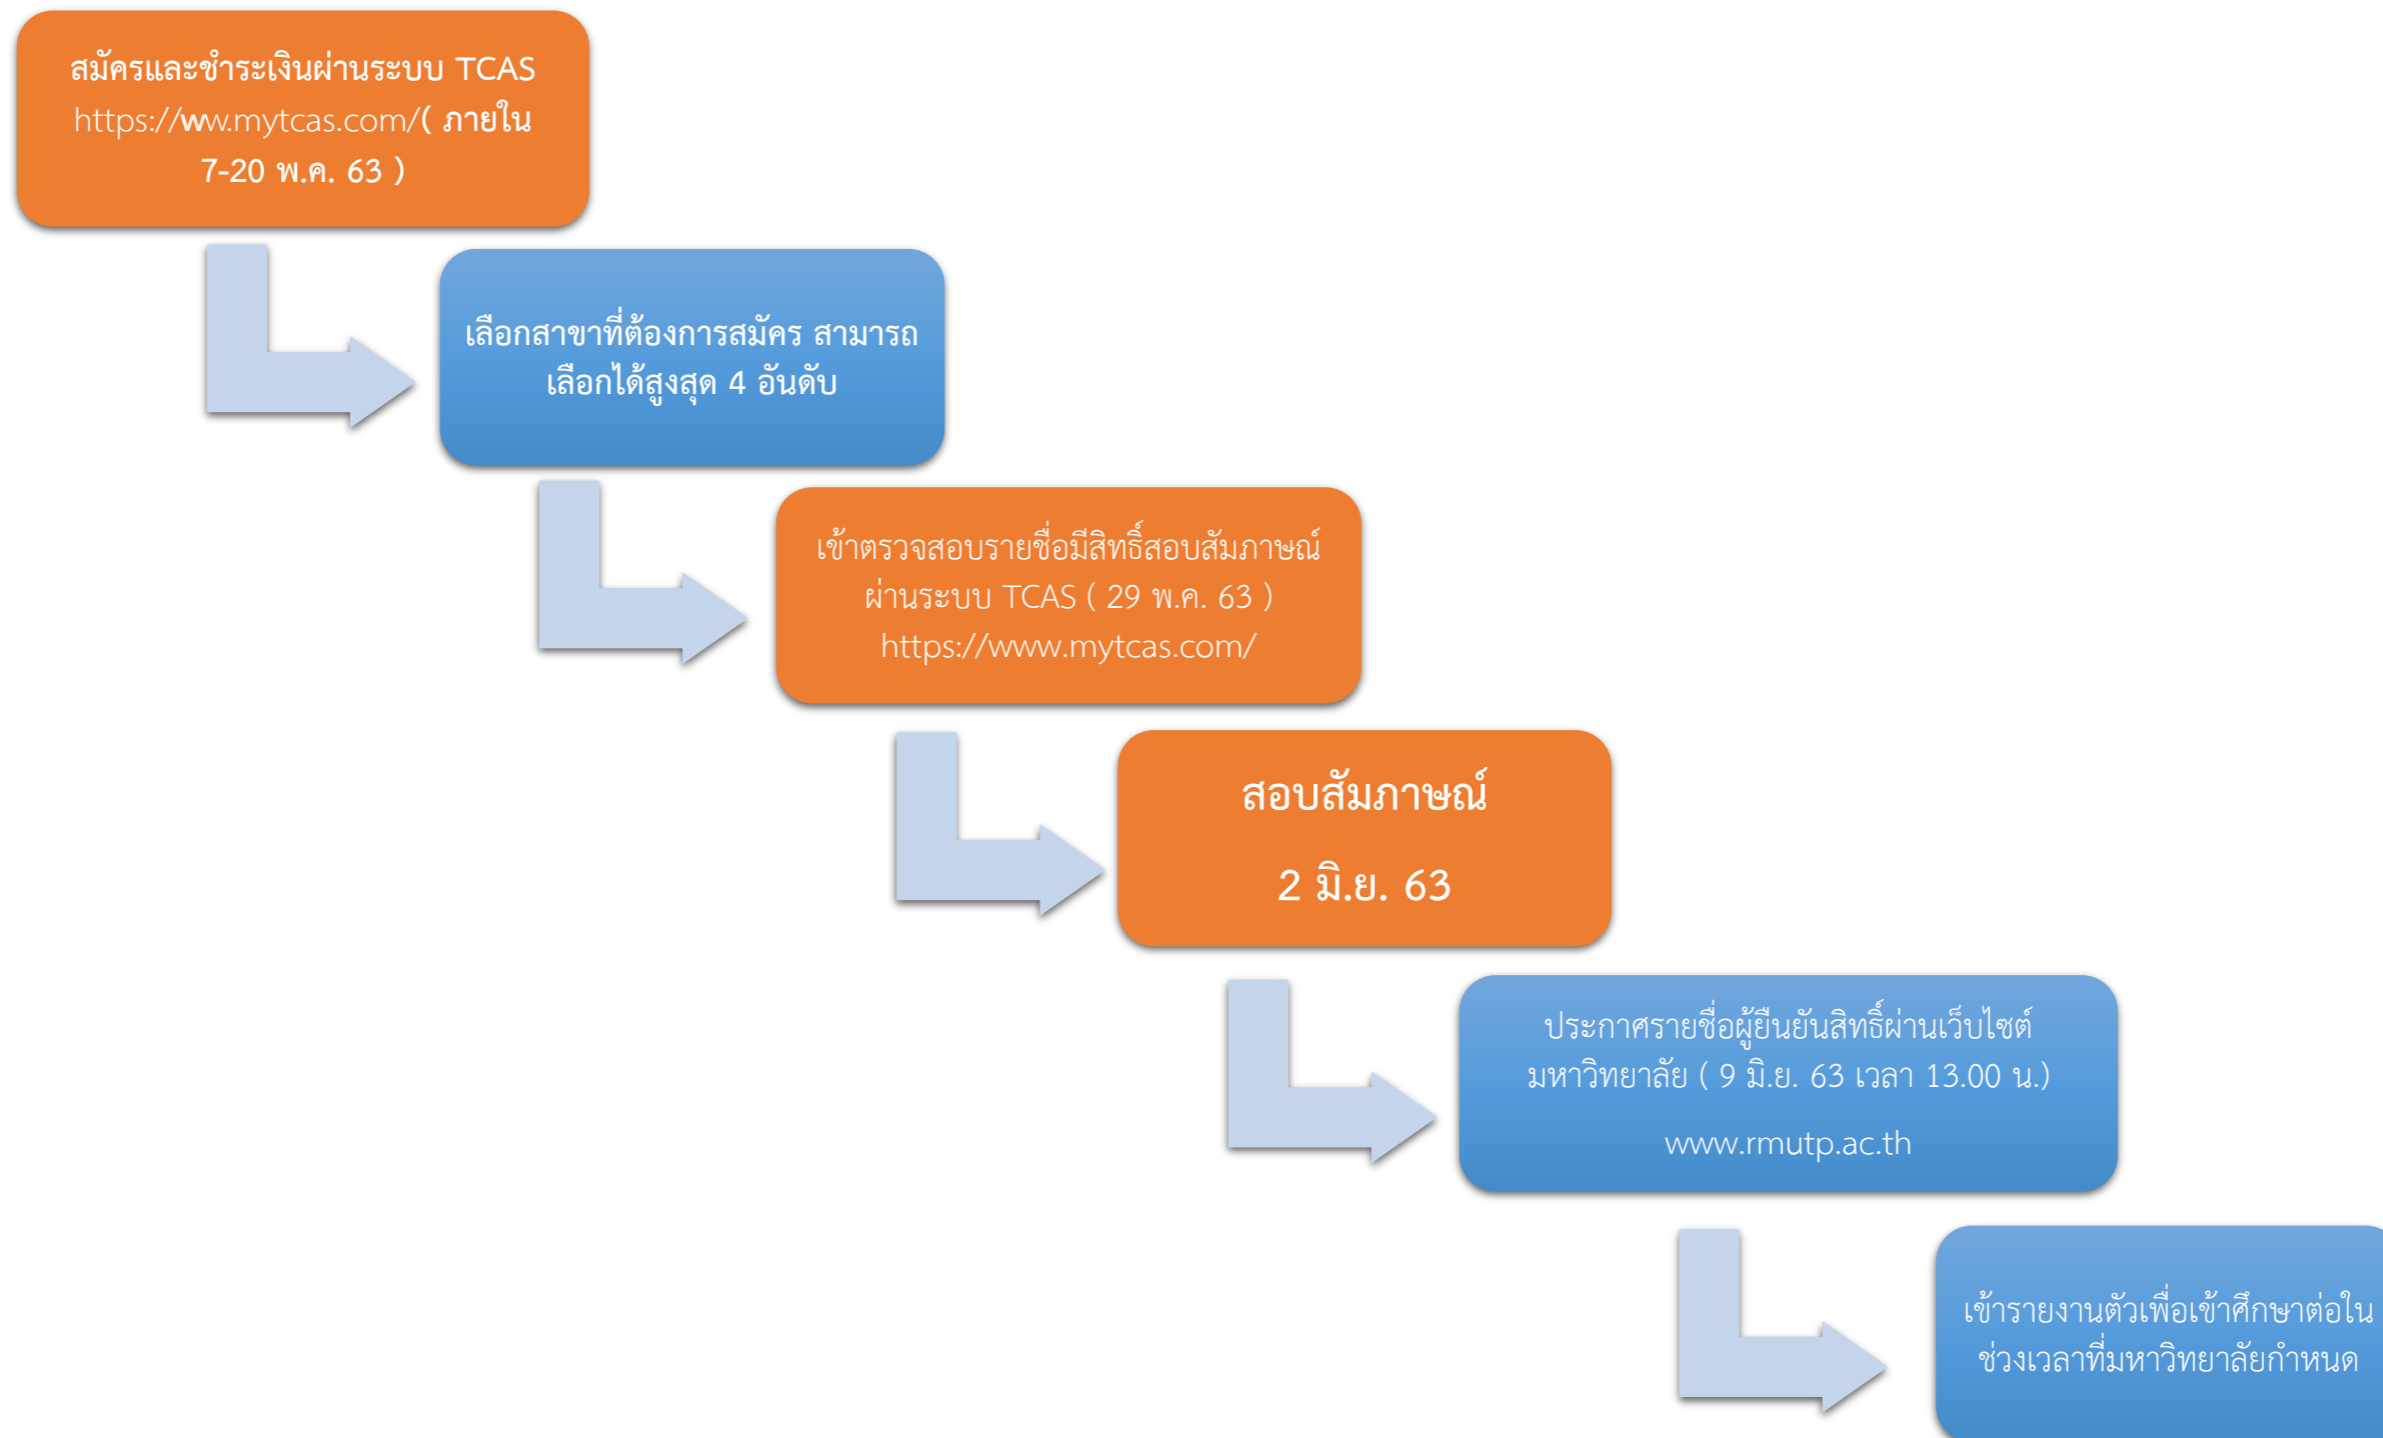 สมัครและชำระเงินผ่านระบบ TCAS
https://ww.mytcas.com/( ภายใน
7-20 พ.ค. 63 )
เลือกสาขาที่ต้องการสมัคร สามารถ
เลือกได้สูงสุด 4 อันดับ
เข้าตรวจสอบรายชื่อมีสิทธิ์สอบสัมภาษณ์
ผ่านระบบ TCAS ( 29 พ.ค. 63 )
https://www.mytcas.com/
สอบสัมภาษณ์
2 มิ.ย. 63
ประกาศรายชื่อผู้ยืนยันสิทธิ์ผ่านเว็บไซต์
มหาวิทยาลัย ( 9 มิ.ย. 63 เวลา 13.00 น.)
www.rmutp.ac.th
เข้ารายงานตัวเพื่อเข้าศึกษาต่อใน
ช่วงเวลาที่มหาวิทยาลัยกำหนด